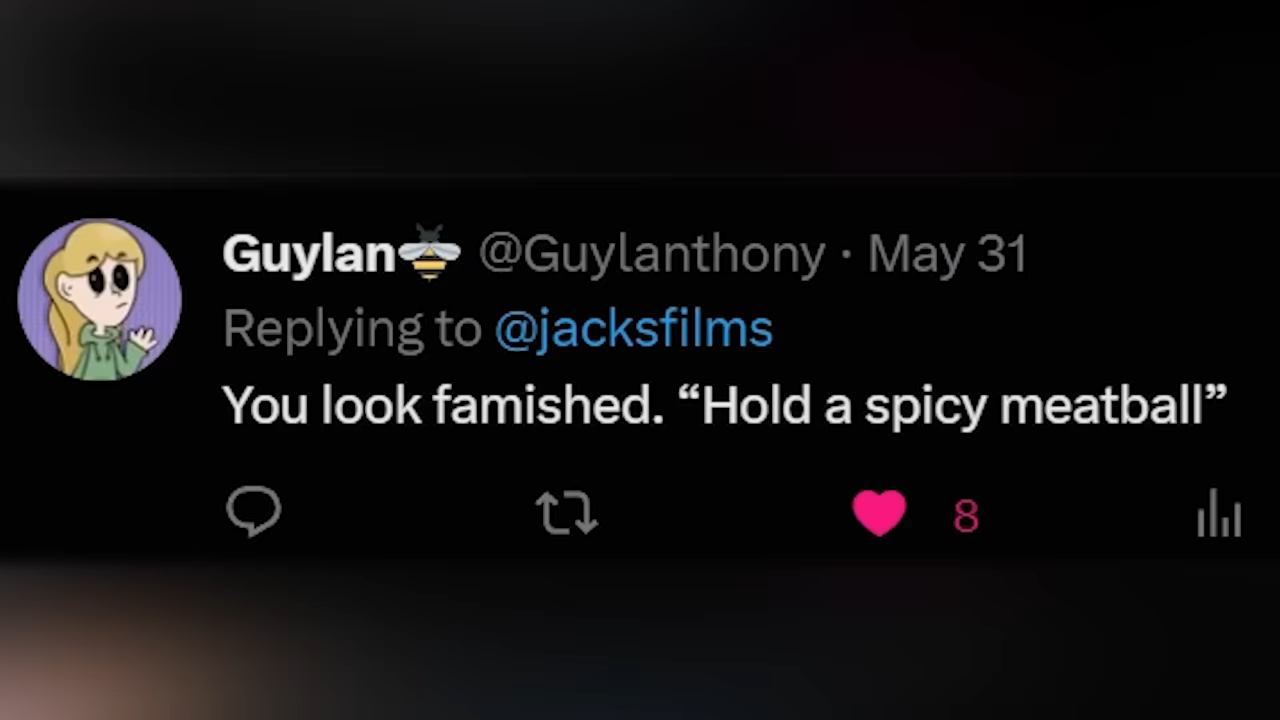 Guylan🐝 @Guylanthony · May 31
Replying to @jacksfilms
You look famished. “Hold a spicy meatball”
8